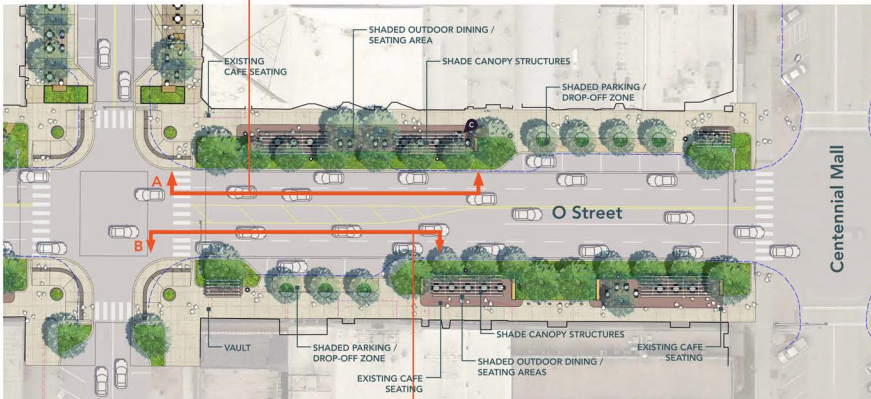 SHADED OUTDOOR DINING /
SEATING AREA
EXISTING
CAFE SEATING
SHADE CANOPY STRUCTURES
SHADED PARKING /
DROP-OFF ZONE
C
A
O Street
Centennial Mall
B
VAULT
SHADED PARKING /
DROP-OFF ZONE
EXISTING CAFE
SEATING
SHADE CANOPY STRUCTURES
SHADED OUTDOOR DINING /
SEATING AREAS
EXISTING CAFE
SEATING